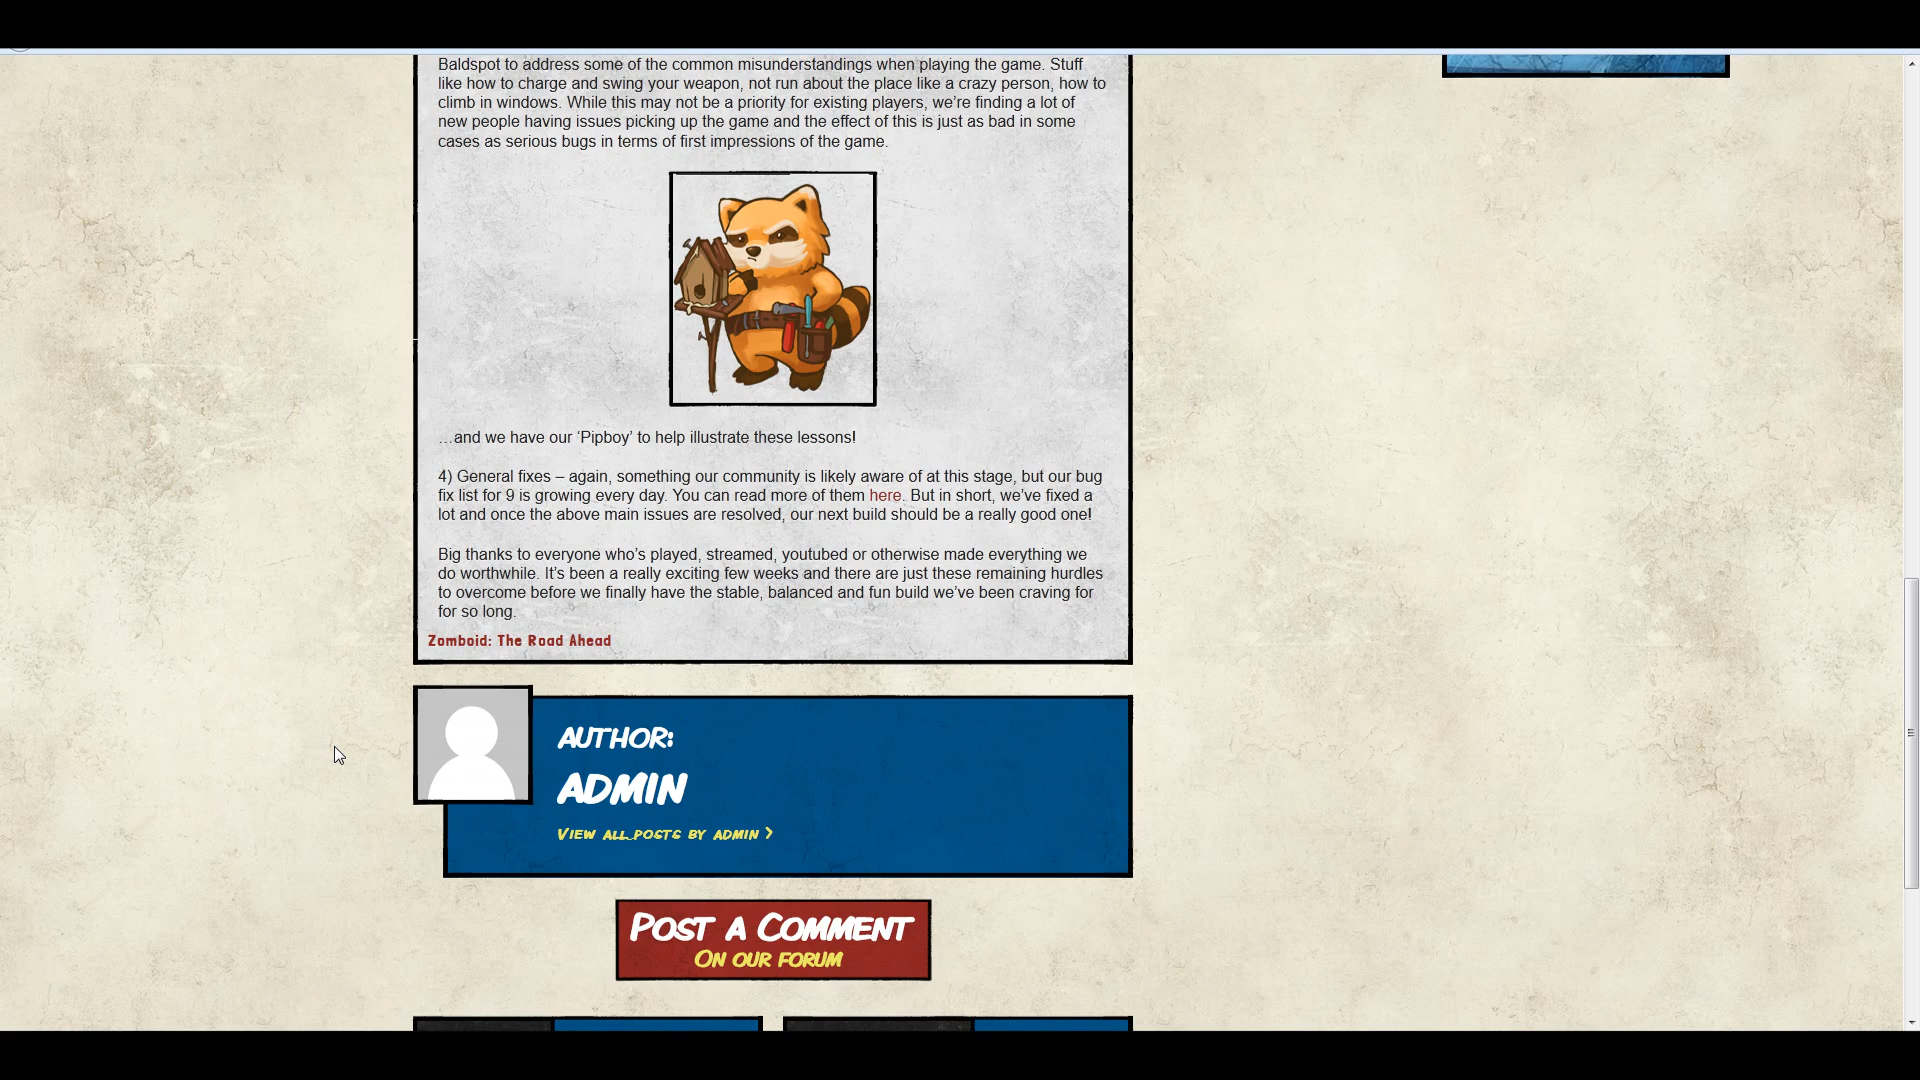 Baldspot to address some of the common misunderstandings when playing the game. Stuff
like how to charge and swing your weapon, not run about the place like a crazy person, how to
climb in windows. While this may not be a priority for existing players, we’re finding a lot of
new people having issues picking up the game and the effect of this is just as bad in some
cases as serious bugs in terms of first impressions of the game.
…and we have our ‘Pipboy’ to help illustrate these lessons!
4) General fixes – again, something our community is likely aware of at this stage, but our bug
fix list for 9 is growing every day. You can read more of them here. But in short, we’ve fixed a
lot and once the above main issues are resolved, our next build should be a really good one!
Big thanks to everyone who’s played, streamed, youtubed or otherwise made everything we
do worthwhile. It’s been a really exciting few weeks and there are just these remaining hurdles
to overcome before we finally have the stable, balanced and fun build we’ve been craving for
for so long.
Zomboid: The Road Ahead
AUTHOR:
ADMIN
VIEW ALL POSTS BY ADMIN >
POST A COMMENT
ON OUR FORUM